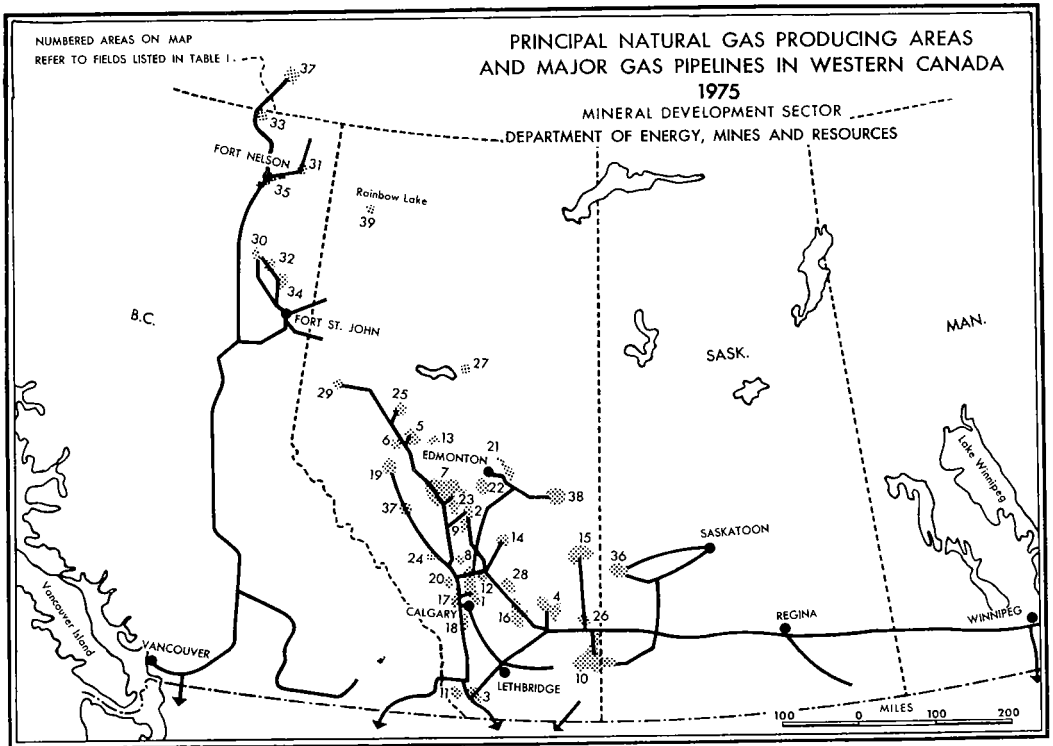 NUMBERED AREAS ON MAP
REFER TO FIELDS LISTED IN TABLE I.
PRINCIPAL NATURAL GAS PRODUCING AREAS
AND MAJOR GAS PIPELINES IN WESTERN CANADA
1975
MINERAL DEVELOPMENT SECTOR
DEPARTMENT OF ENERGY, MINES AND RESOURCES
37
33
FORT NELSON
31
35
Rainbow Lake
39
30
32
34
FORT ST. JOHN
B.C.
SASK.
MAN.
27
29
25
5
6
13
EDMONTON
21
19
7
22
38
23
37
2
9
Lake Winnipeg
14
15
SASKATOON
36
24
8
20
12
28
17
1
4
CALGARY
16
26
18
REGINA
WINNIPEG
Vancouver Island
VANCOUVER
10
LETHBRIDGE
11
3
MILES
100 0 100 200